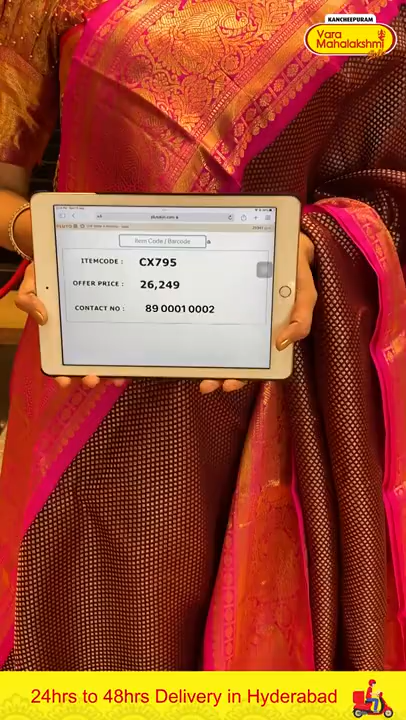 KANCHEEPURAM
Vara
Mahalakshmi
Item Code / Barcode
ITEMCODE : CX795
OFFER PRICE : 26,249
CONTACT NO : 89 0001 0002
24hrs to 48hrs Delivery in Hyderabad